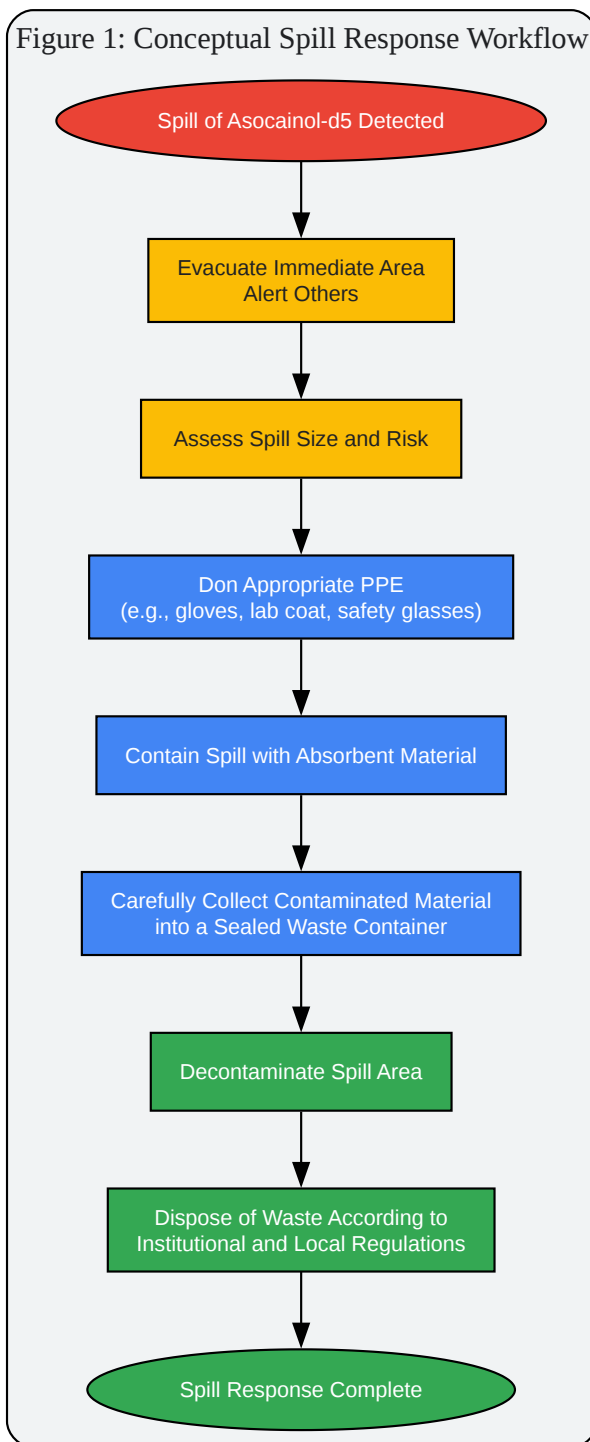 Figure 1: Conceptual Spill Response Workflow
Spill of Asocainol-d5 Detected
Evacuate Immediate Area
Alert Others
Assess Spill Size and Risk
Don Appropriate PPE
(e.g., gloves, lab coat, safety glasses)
Contain Spill with Absorbent Material
Carefully Collect Contaminated Material
into a Sealed Waste Container
Decontaminate Spill Area
Dispose of Waste According to
Institutional and Local Regulations
Spill Response Complete